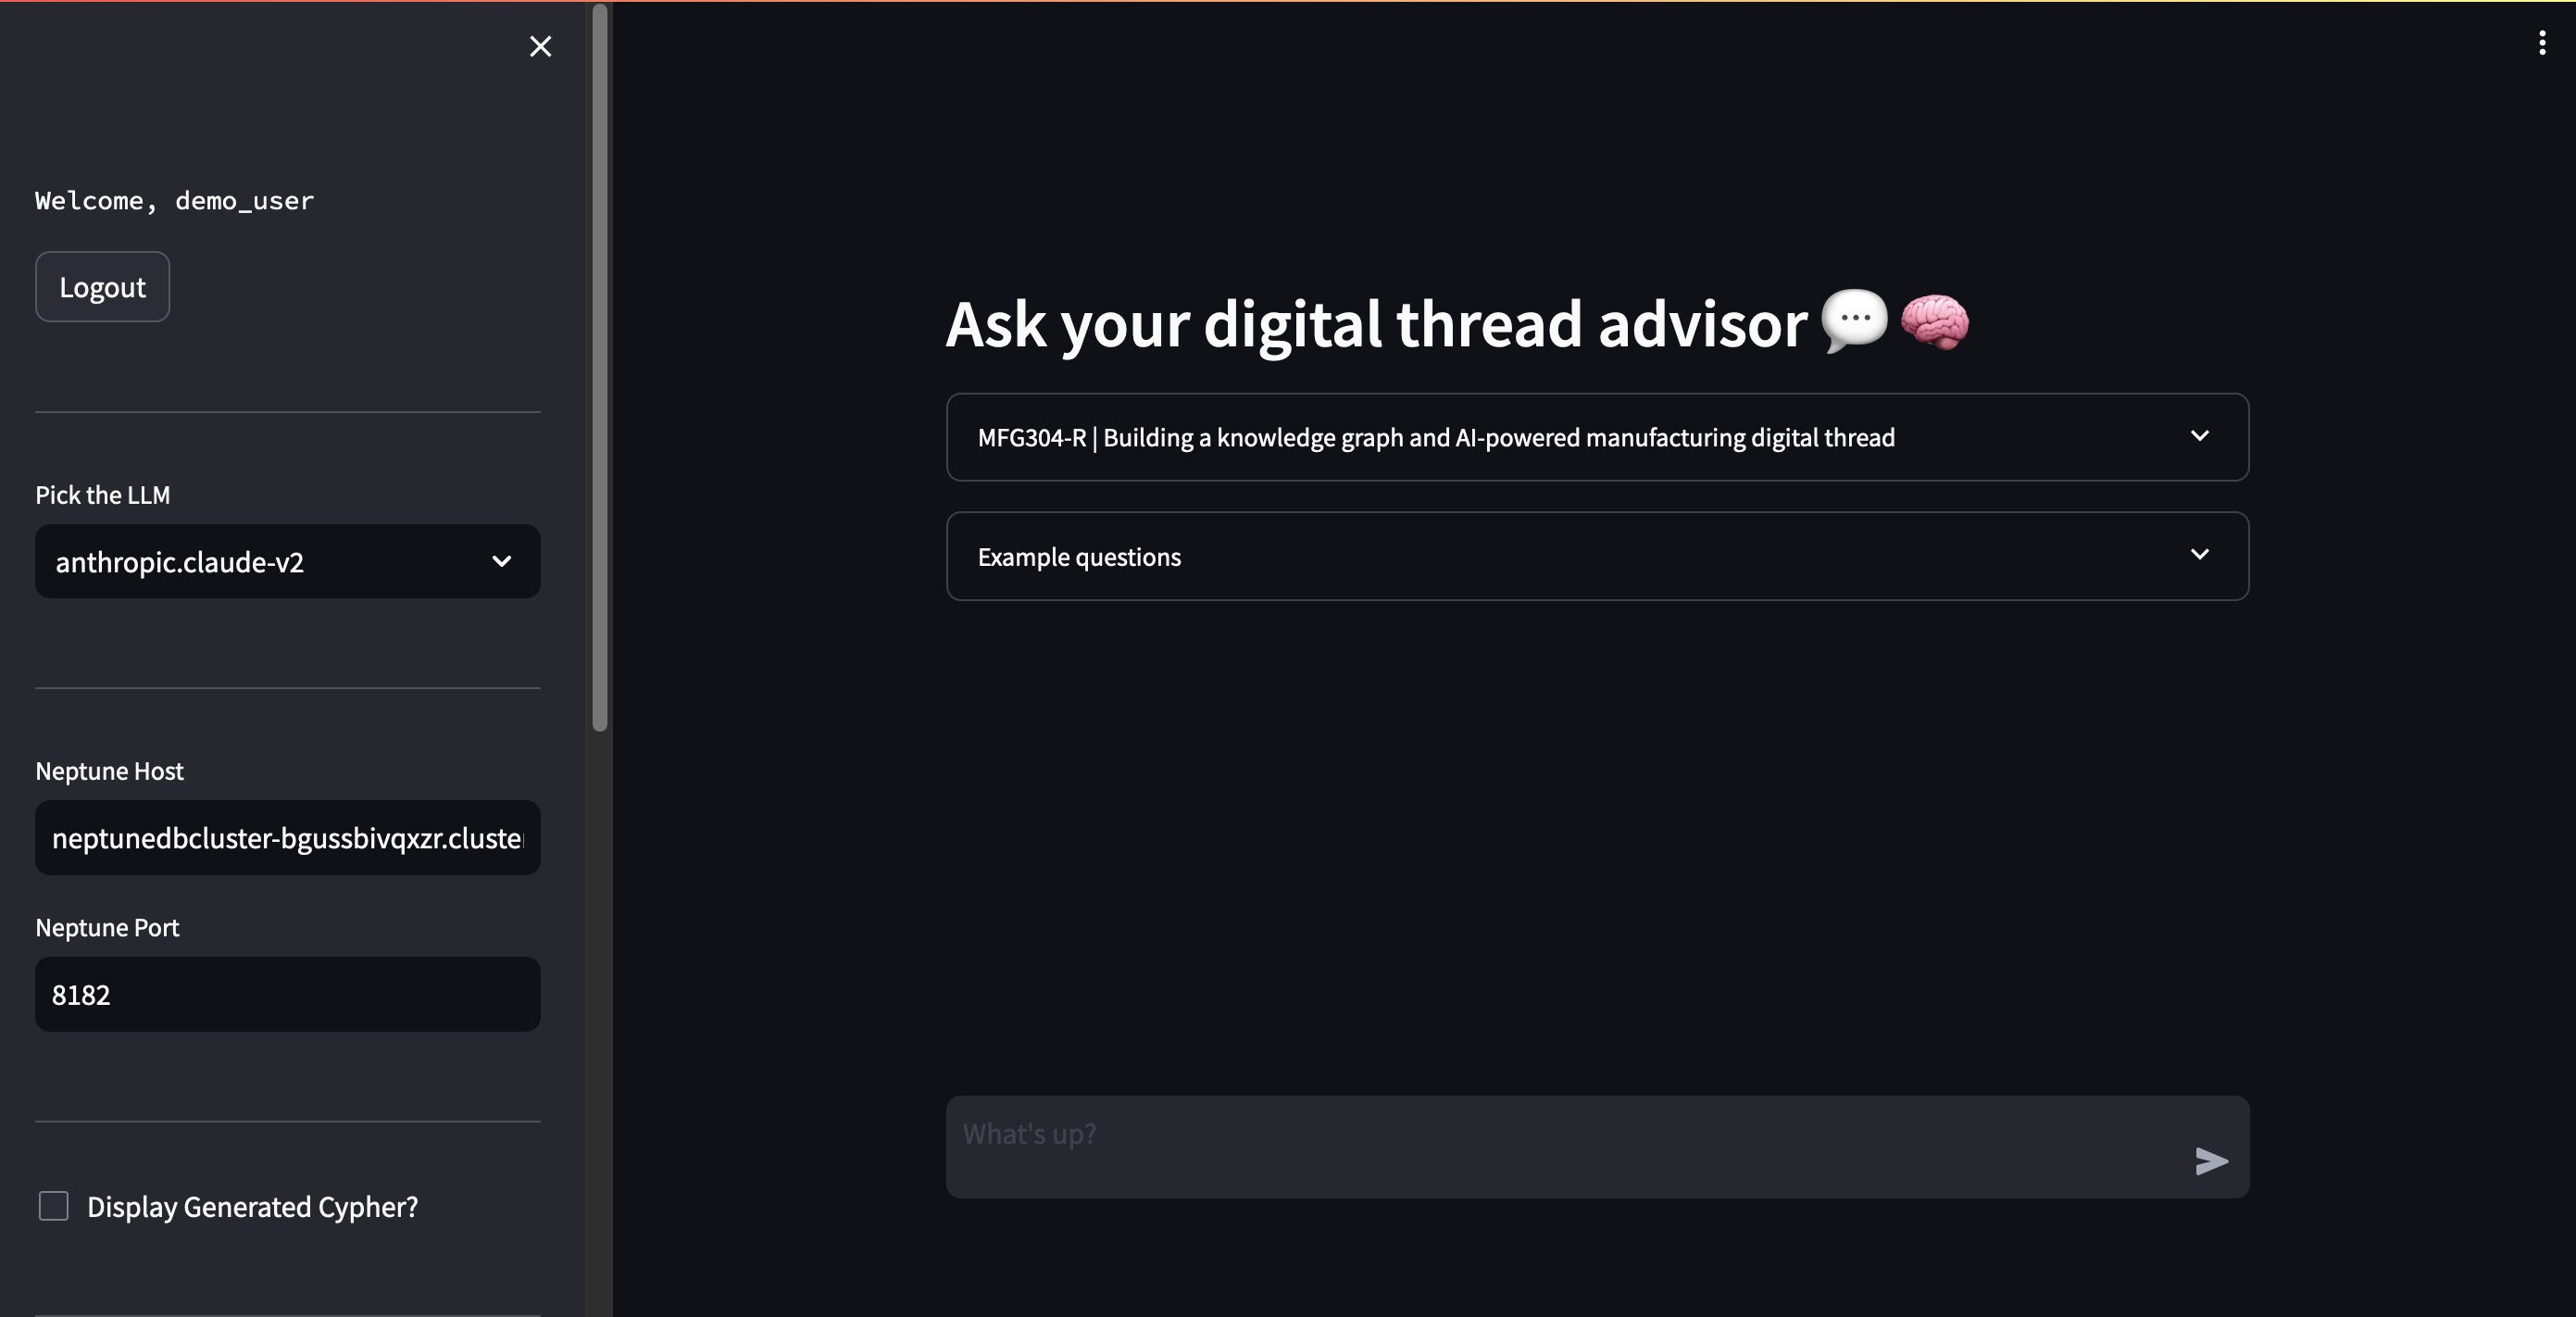 Welcome, demo_user
Logout
Pick the LLM
anthropic.claude-v2
Neptune Host
neptunedbcluster-bgussbivqxzr.cluster
Neptune Port
8182
Display Generated Cypher?
Ask your digital thread advisor
MFG304-R | Building a knowledge graph and AI-powered manufacturing digital thread
Example questions
What's up?